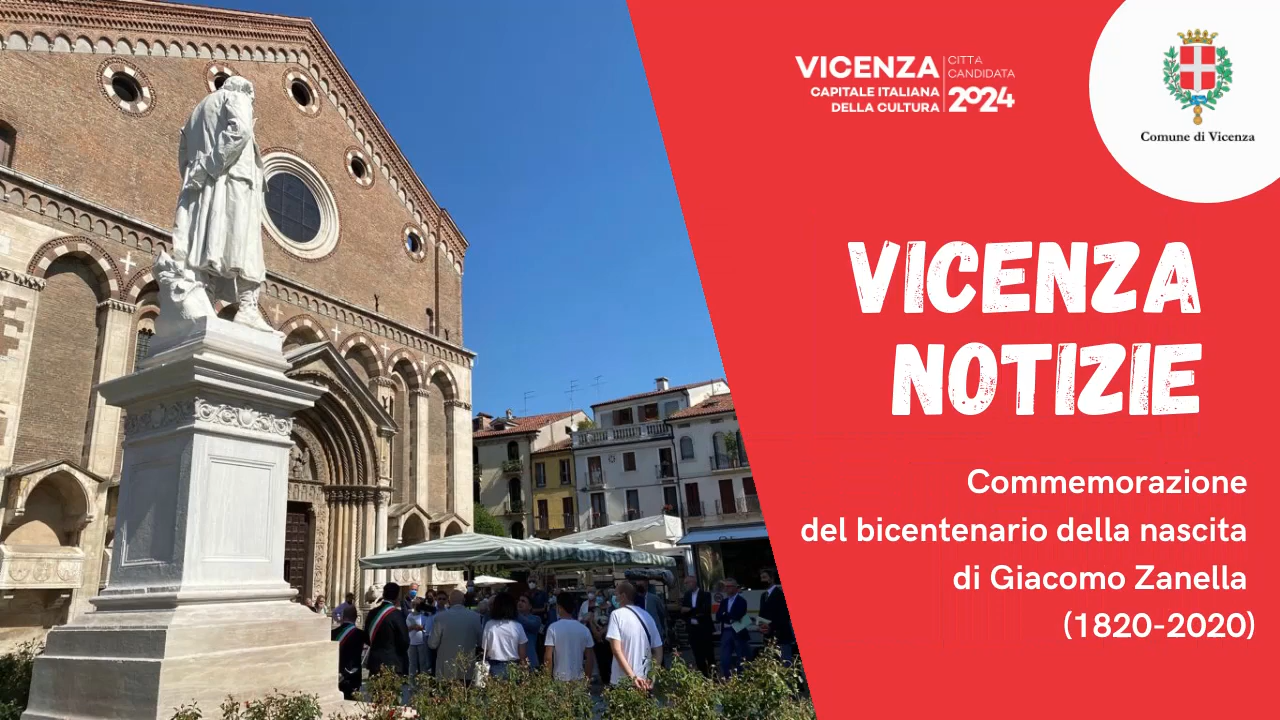 VICENZA
CAPITALE ITALIANA
DELLA CULTURA
CITTA
CANDIDATA
2024
Comune di Vicenza
VICENZA
NOTIZIE
Commemorazione
del bicentenario della nascita
di Giacomo Zanella
(1820-2020)